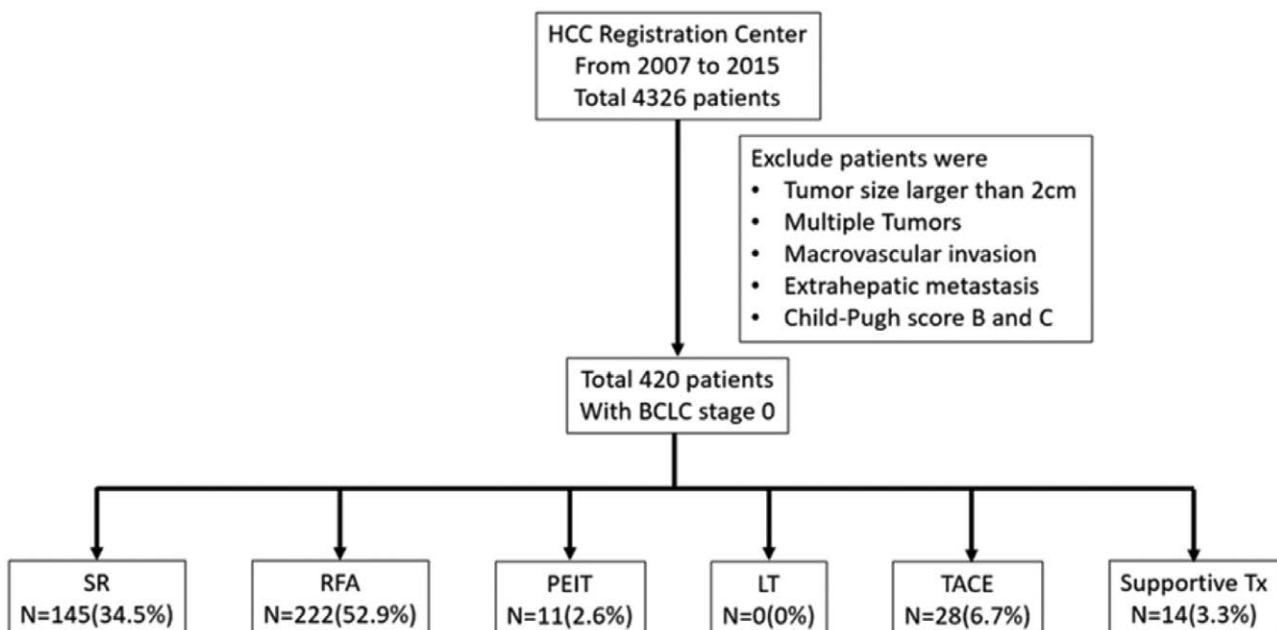 HCC Registration Center
From 2007 to 2015
Total 4326 patients
Exclude patients were
• Tumor size larger than 2cm
• Multiple Tumors
• Macrovascular invasion
• Extrahepatic metastasis
• Child-Pugh score B and C
Total 420 patients
With BCLC stage 0
SR
N=145(34.5%)
RFA
N=222(52.9%)
PEIT
N=11(2.6%)
LT
N=0(0%)
TACE
N=28(6.7%)
Supportive Tx
N=14(3.3%)